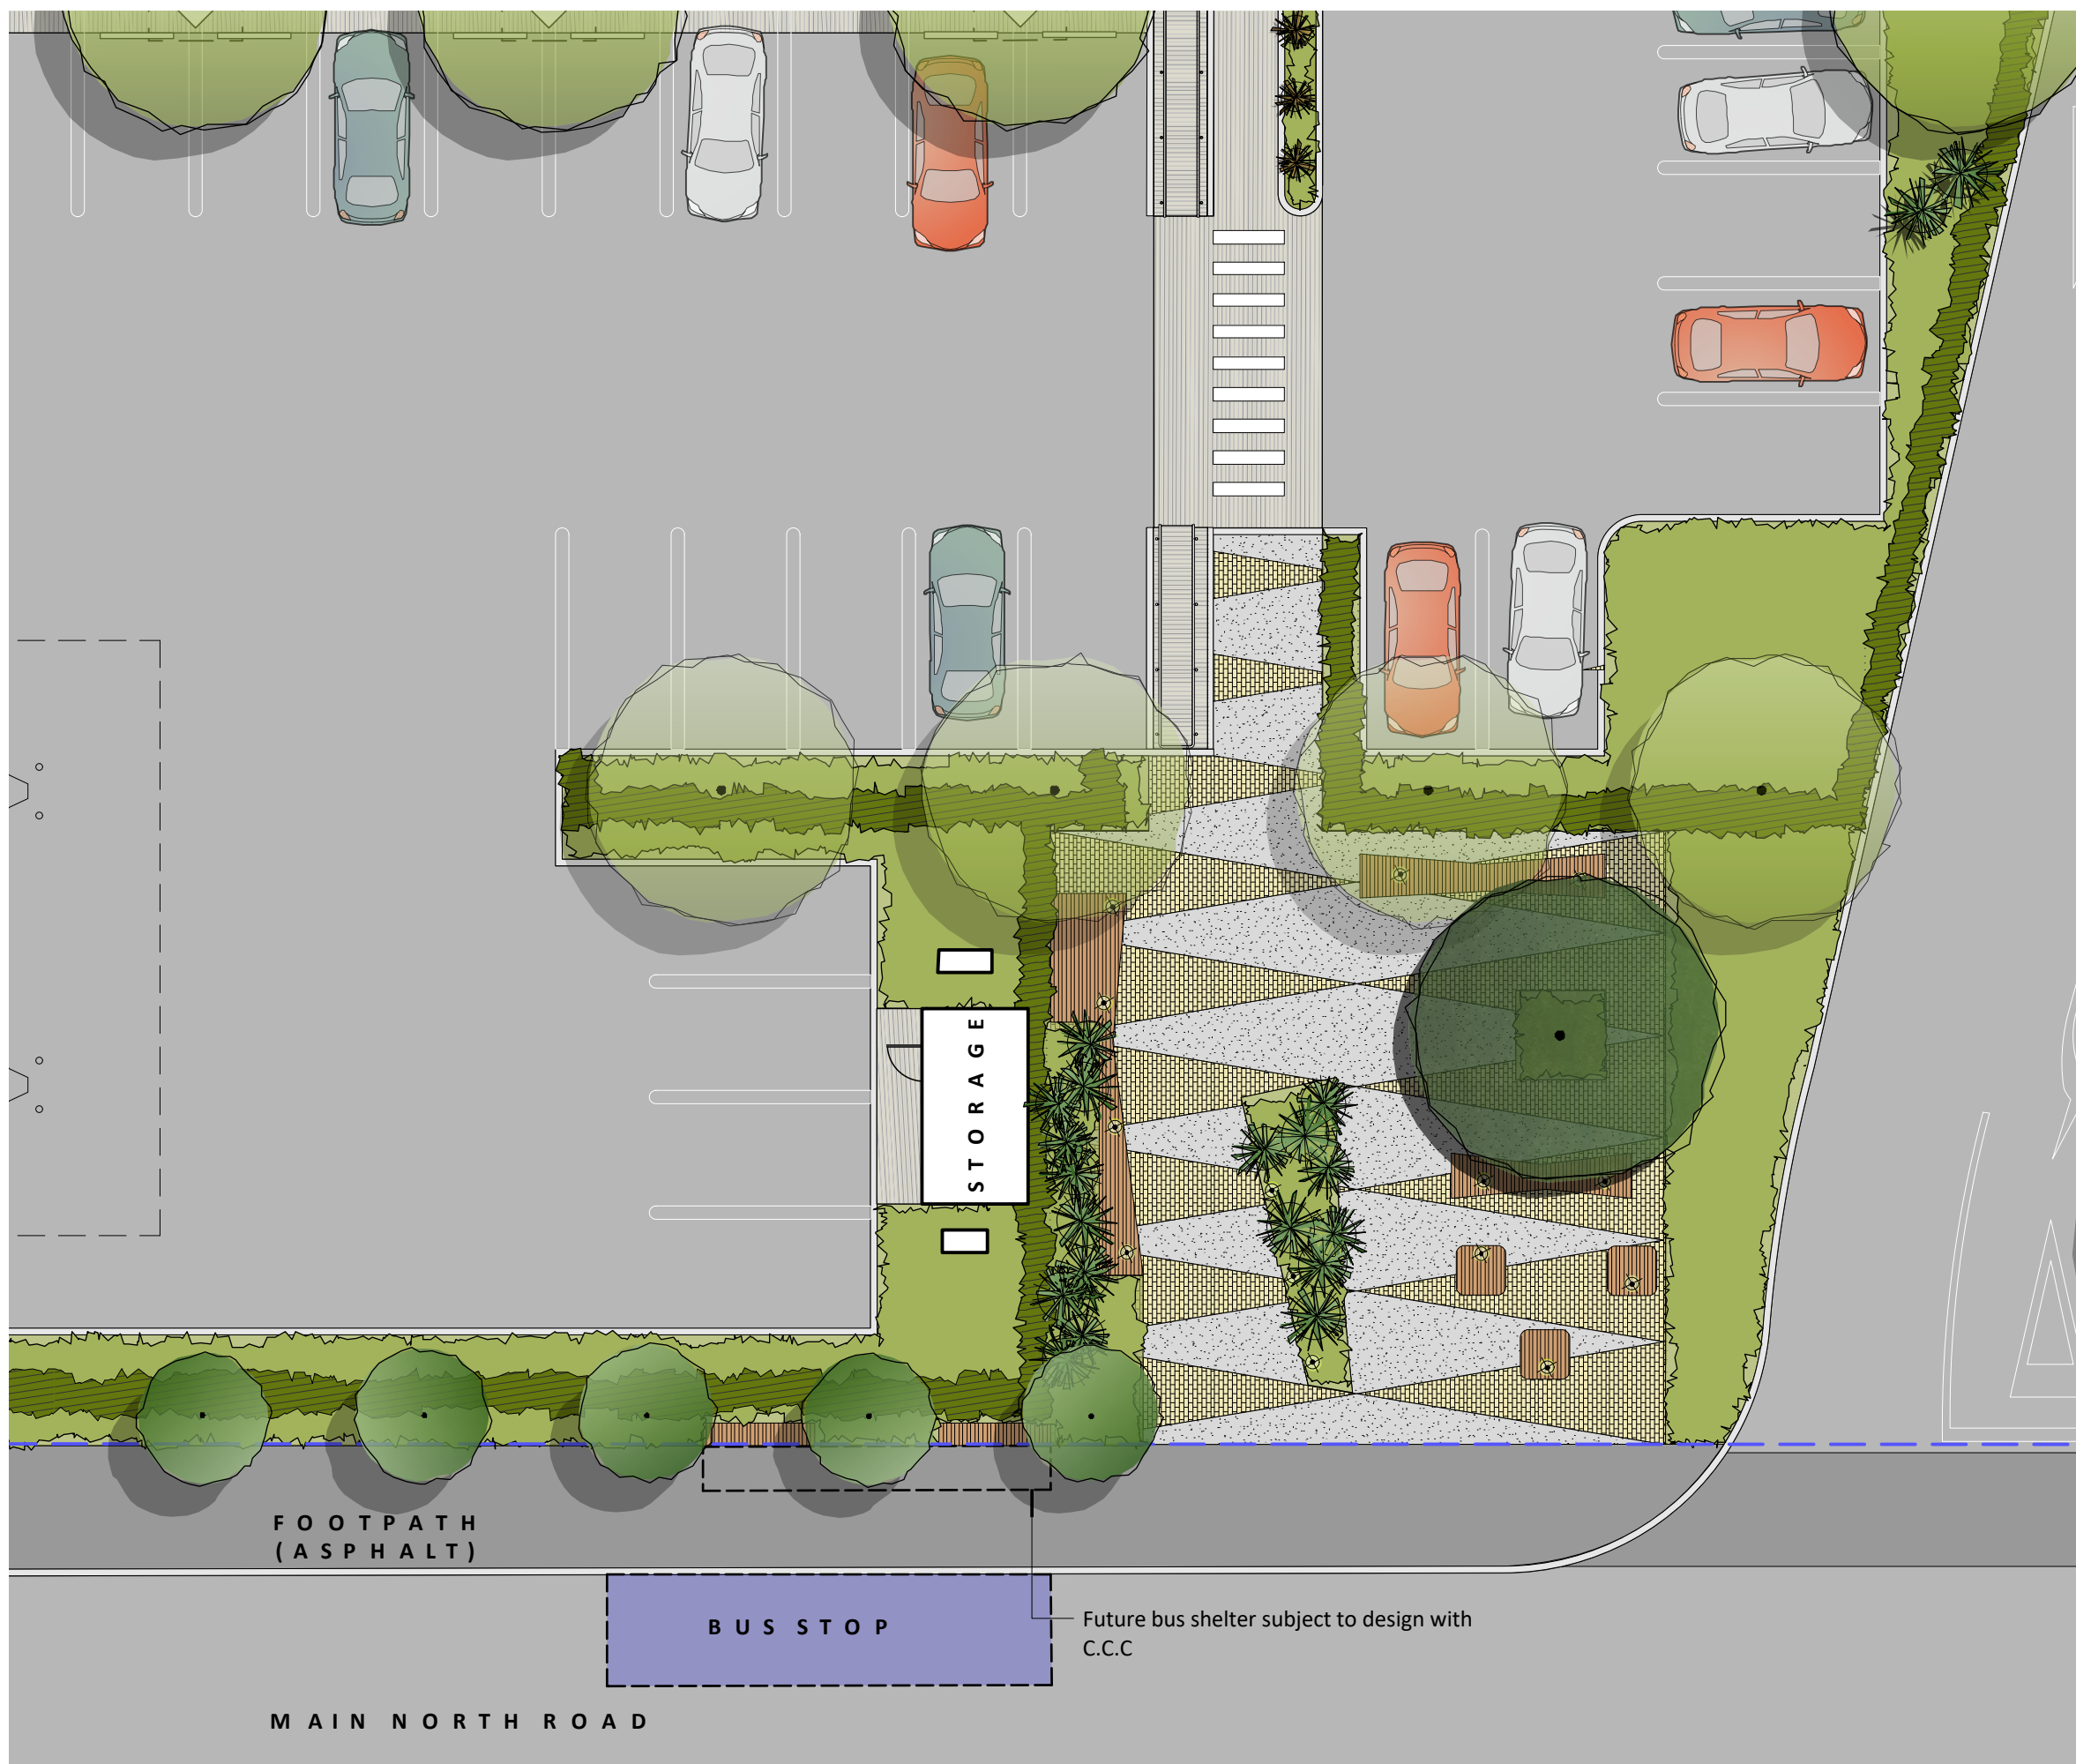 STORAGE
FOOTPATH
(ASPHALT)
BUS STOP
Future bus shelter subject to design with
C.C.C
MAIN NORTH ROAD